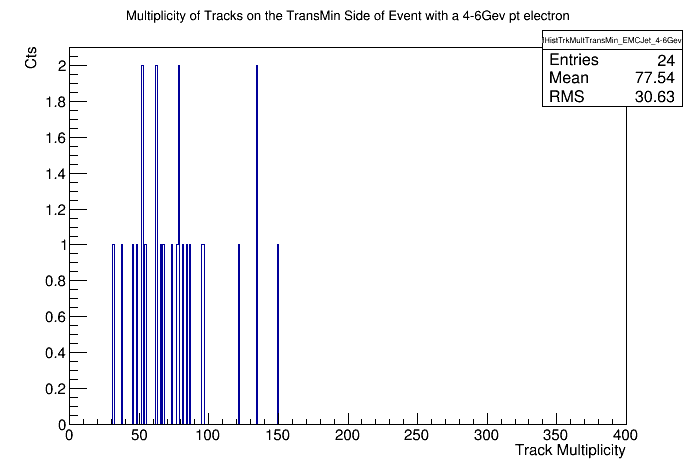 Multiplicity of Tracks on the TransMin Side of Event with a 4-6Gev pt electron
HistTrkMultTransMin_EMCJet_4-6Gev
Entries 24
Mean 77.54
RMS 30.63
Cts
2
1.8
1.6
1.4
1.2
1
0.8
0.6
0.4
0.2
0
0 50 100 150 200 250 300 350 400
Track Multiplicity